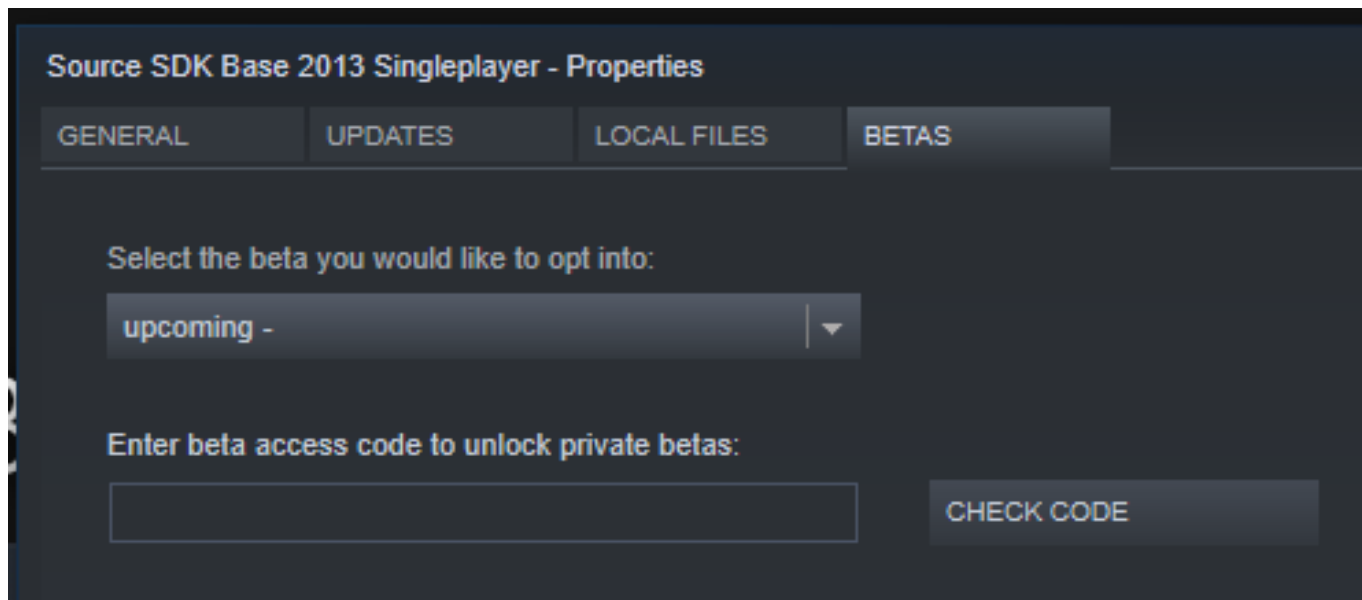 Source SDK Base 2013 Singleplayer - Properties
GENERAL UPDATES LOCAL FILES BETAS
Select the beta you would like to opt into:
upcoming -
Enter beta access code to unlock private betas:
CHECK CODE